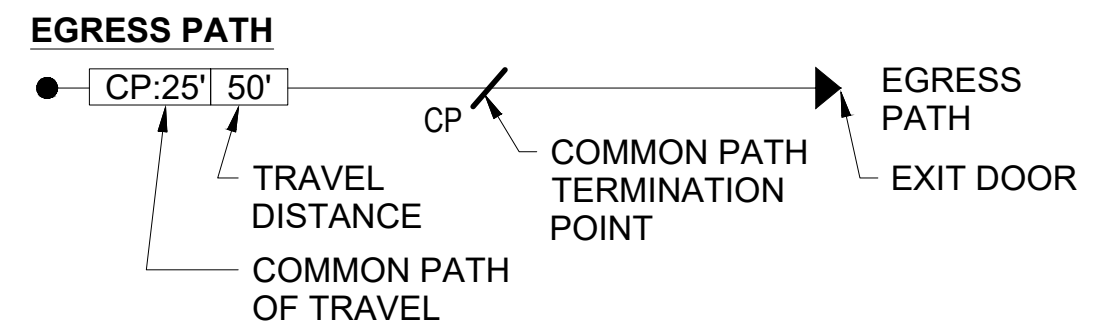 EGRESS PATH
CP:25' 50'
CP
EGRESS
PATH
EXIT DOOR
COMMON PATH
TERMINATION
POINT
TRAVEL
DISTANCE
COMMON PATH
OF TRAVEL